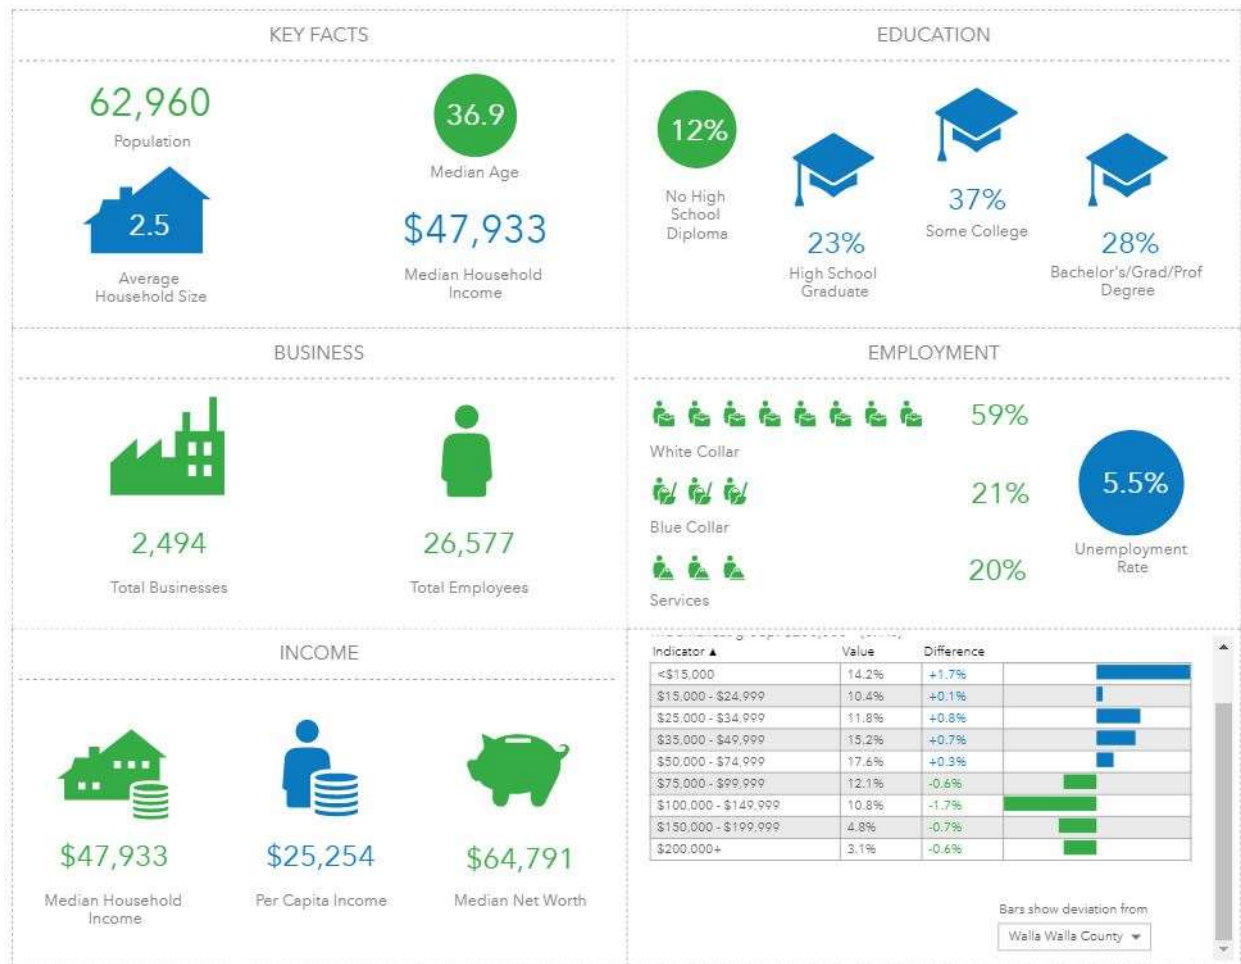 KEY FACTS
62,960
Population
36.9
Median Age
2.5
Average
Household Size
$47,933
Median Household
Income
EDUCATION
12%
No High
School
Diploma
23%
High School
Graduate
37%
Some College
28%
Bachelor's/Grad/Prof
Degree
BUSINESS
2,494
Total Businesses
26,577
Total Employees
EMPLOYMENT
59%
White Collar
21%
Blue Collar
20%
Services
5.5%
Unemployment
Rate
INCOME
$47,933
Median Household
Income
$25,254
Per Capita Income
$64,791
Median Net Worth
Indicator ▲ Value Difference
<$15,000 14.2% +1.7%
$15,000 - $24,999 10.4% +0.1%
$25,000 - $34,999 11.8% +0.8%
$35,000 - $49,999 15.2% +0.7%
$50,000 - $74,999 17.6% +0.3%
$75,000 - $99,999 12.1% -0.6%
$100,000 - $149,999 10.8% -1.7%
$150,000 - $199,999 4.8% -0.7%
$200,000+ 3.1% -0.6%
Bars show deviation from
Walla Walla County